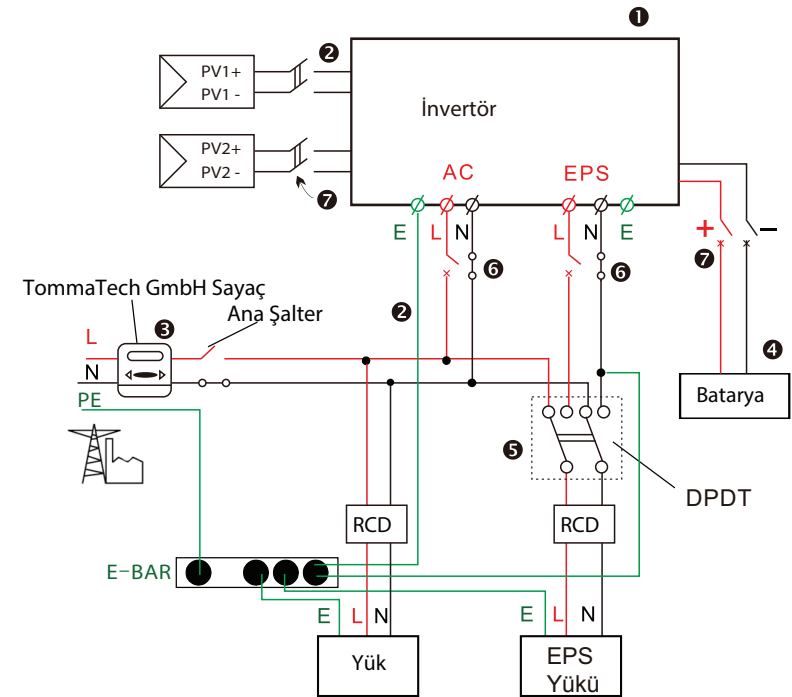 ❶
❷
PV1+
PV1 -
İnvertör
PV2+
PV2 -
❼
AC
EPS
E
L
N
L
N
E
+
−
❼
❻
❻
TommaTech GmbH Sayaç
❸
Ana Şalter
❷
L
N
PE
❹
Batarya
❺
DPDT
RCD
RCD
E-BAR
E
L
N
E
L
N
Yük
EPS
Yükü